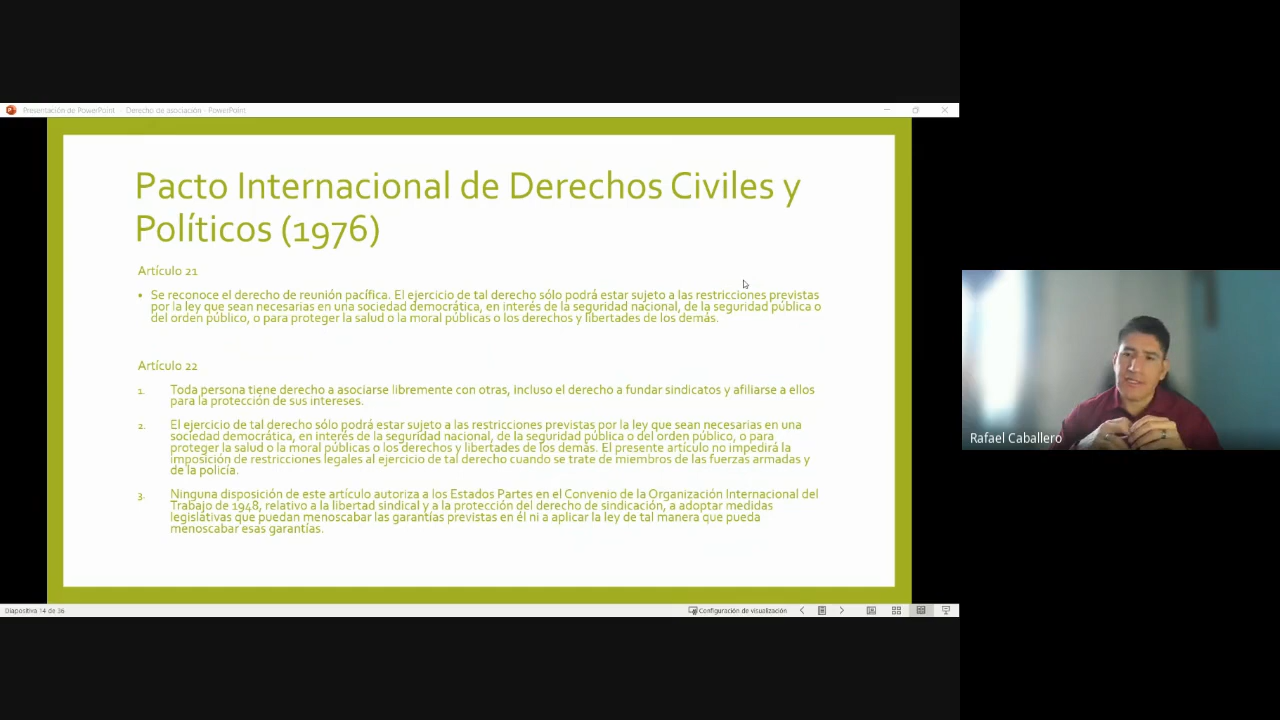 Presentación de PowerPoint - Derecho de asociación - PowerPoint
Pacto Internacional de Derechos Civiles y
Políticos (1976)
Artículo 21
• Se reconoce el derecho de reunión pacífica. El ejercicio de tal derecho sólo podrá estar sujeto a las restricciones previstas
por la ley que sean necesarias en una sociedad democrática, en interés de la seguridad nacional, de la seguridad pública o
del orden público, o para proteger la salud o la moral públicas o los derechos y libertades de los demás.
Artículo 22
1. Toda persona tiene derecho a asociarse libremente con otras, incluso el derecho a fundar sindicatos y afiliarse a ellos
para la protección de sus intereses.
2. El ejercicio de tal derecho sólo podrá estar sujeto a las restricciones previstas por la ley que sean necesarias en una
sociedad democrática, en interés de la seguridad nacional, de la seguridad pública o del orden público, o para
proteger la salud o la moral públicas o los derechos y libertades de los demás. El presente artículo no impedirá la
imposición de restricciones legales al ejercicio de tal derecho cuando se trate de miembros de las fuerzas armadas y
de la policía.
3. Ninguna disposición de este artículo autoriza a los Estados Partes en el Convenio de la Organización Internacional del
Trabajo de 1948, relativo a la libertad sindical y a la protección del derecho de sindicación, a adoptar medidas
legislativas que puedan menoscabar las garantías previstas en él ni a aplicar la ley de tal manera que pueda
menoscabar esas garantías.
Diapositiva 14 de 36
Configuración de visualización
Rafael Caballero